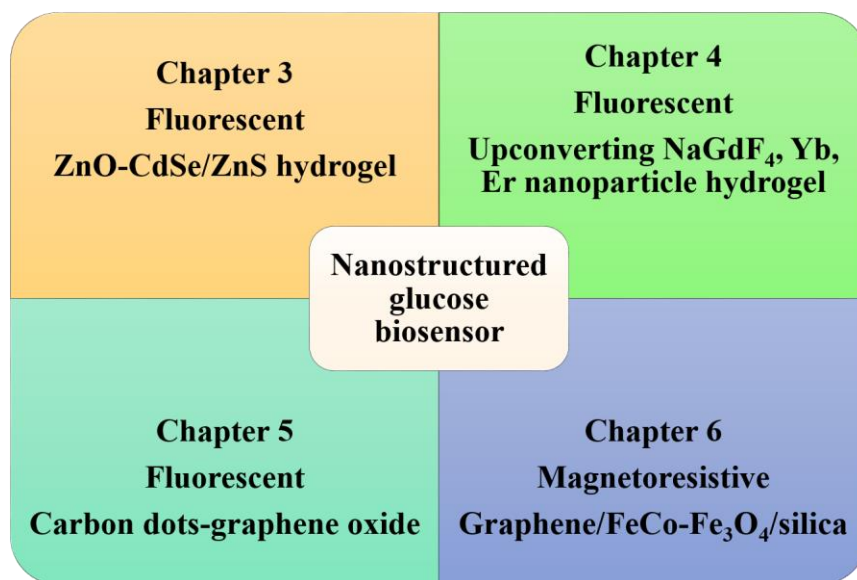 Chapter 3
Fluorescent
ZnO-CdSe/ZnS hydrogel
Chapter 4
Fluorescent
Upconverting NaGdF₄, Yb,
Er nanoparticle hydrogel
Nanostructured
glucose
biosensor
Chapter 5
Fluorescent
Carbon dots-graphene oxide
Chapter 6
Magnetoresistive
Graphene/FeCo-Fe₃O₄/silica